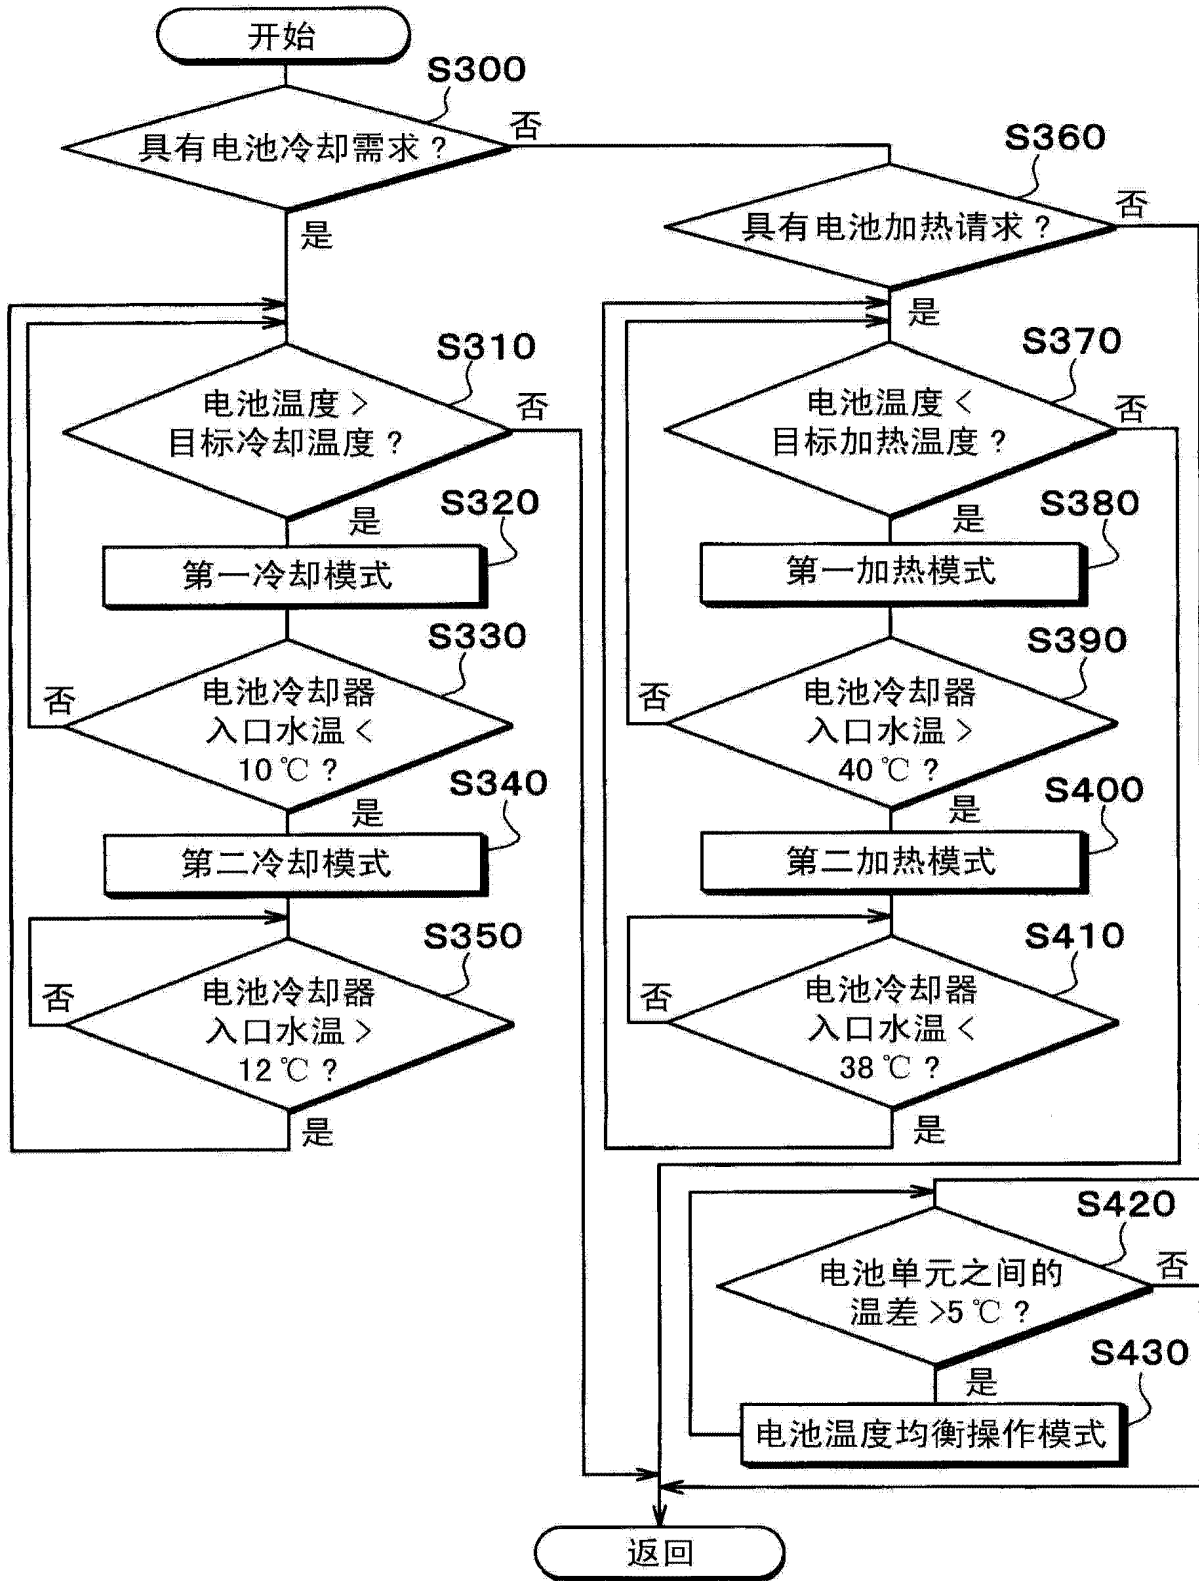 开始
S300
具有电池冷却需求？
否
是
S310
电池温度>
目标冷却温度？
否
是
S320
第一冷却模式
S330
电池冷却器
入口水温<
10℃？
否
是
S340
第二冷却模式
S350
电池冷却器
入口水温>
12℃？
否
是
S360
具有电池加热请求？
否
是
S370
电池温度<
目标加热温度？
否
是
S380
第一加热模式
S390
电池冷却器
入口水温>
40℃？
否
是
S400
第二加热模式
S410
电池冷却器
入口水温<
38℃？
否
是
S420
电池单元之间的
温差>5℃？
否
是
S430
电池温度均衡操作模式
返回